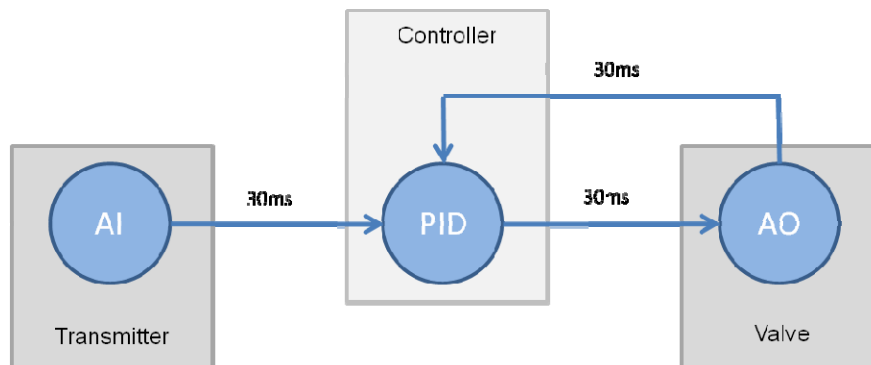 Controller
30ms
AI
30ms
PID
30ms
AO
Transmitter
Valve